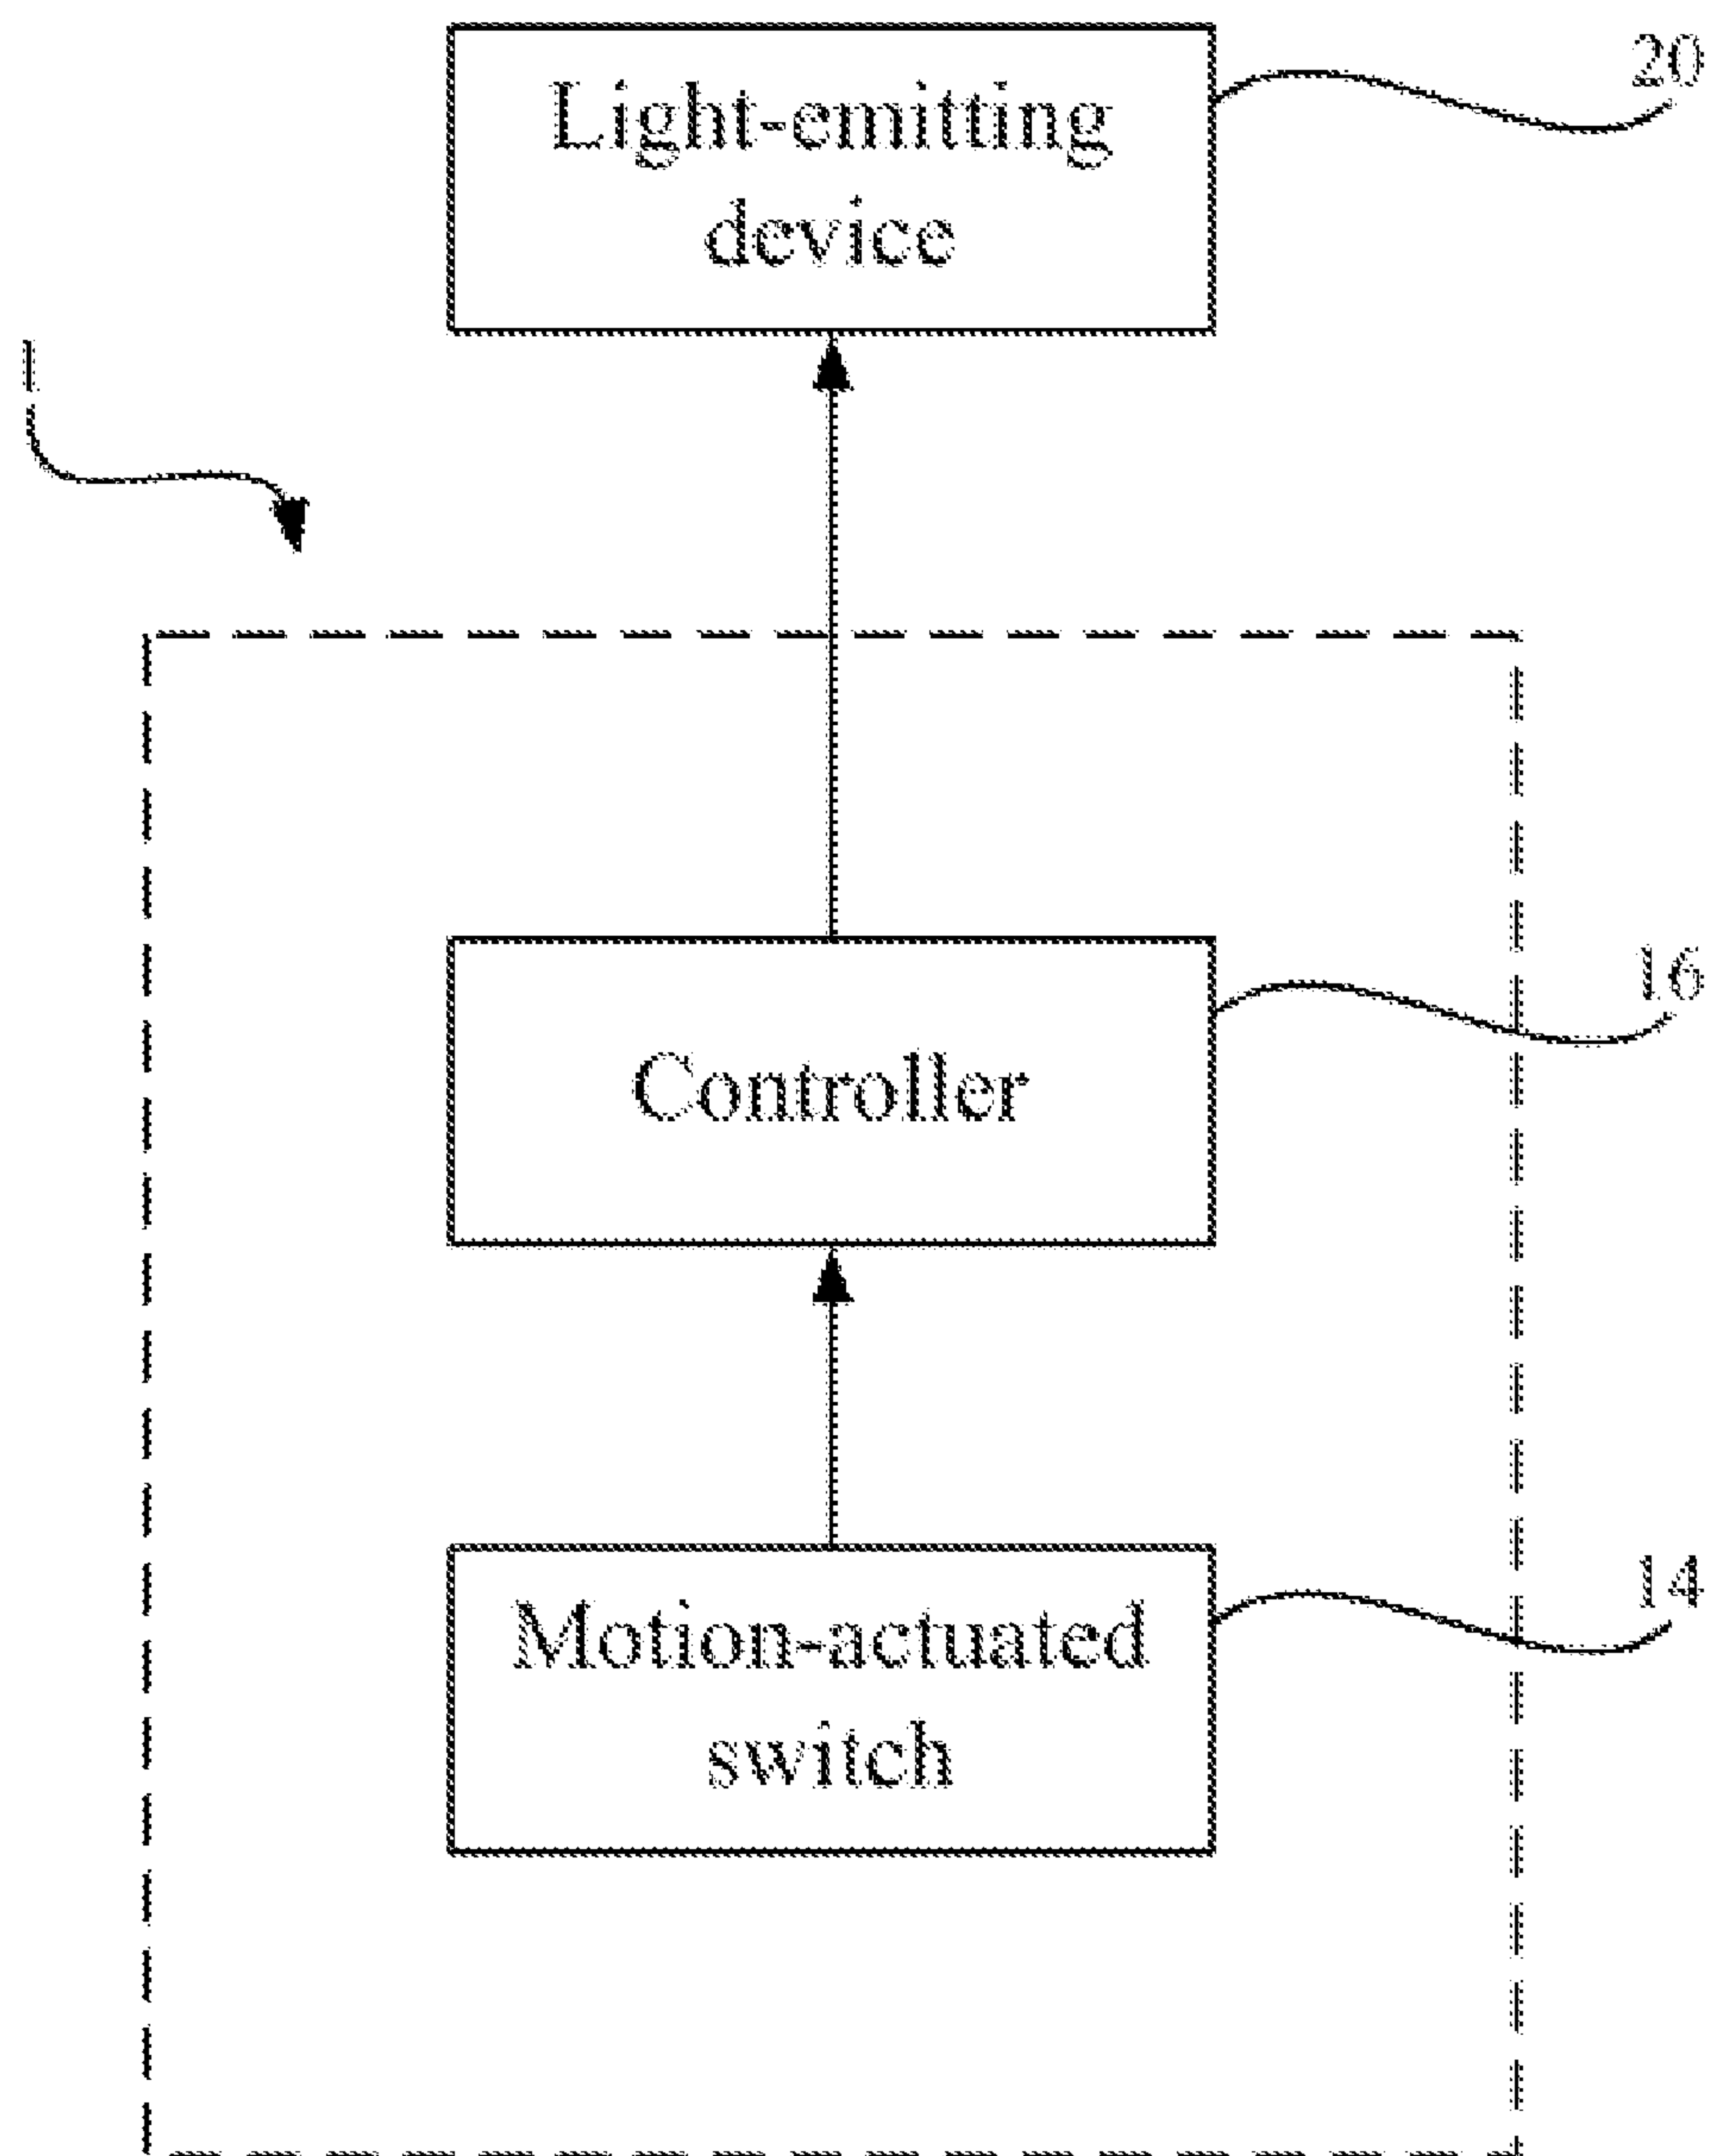 Light-emitting
device
20
1
Controller
16
Motion-actuated
switch
14